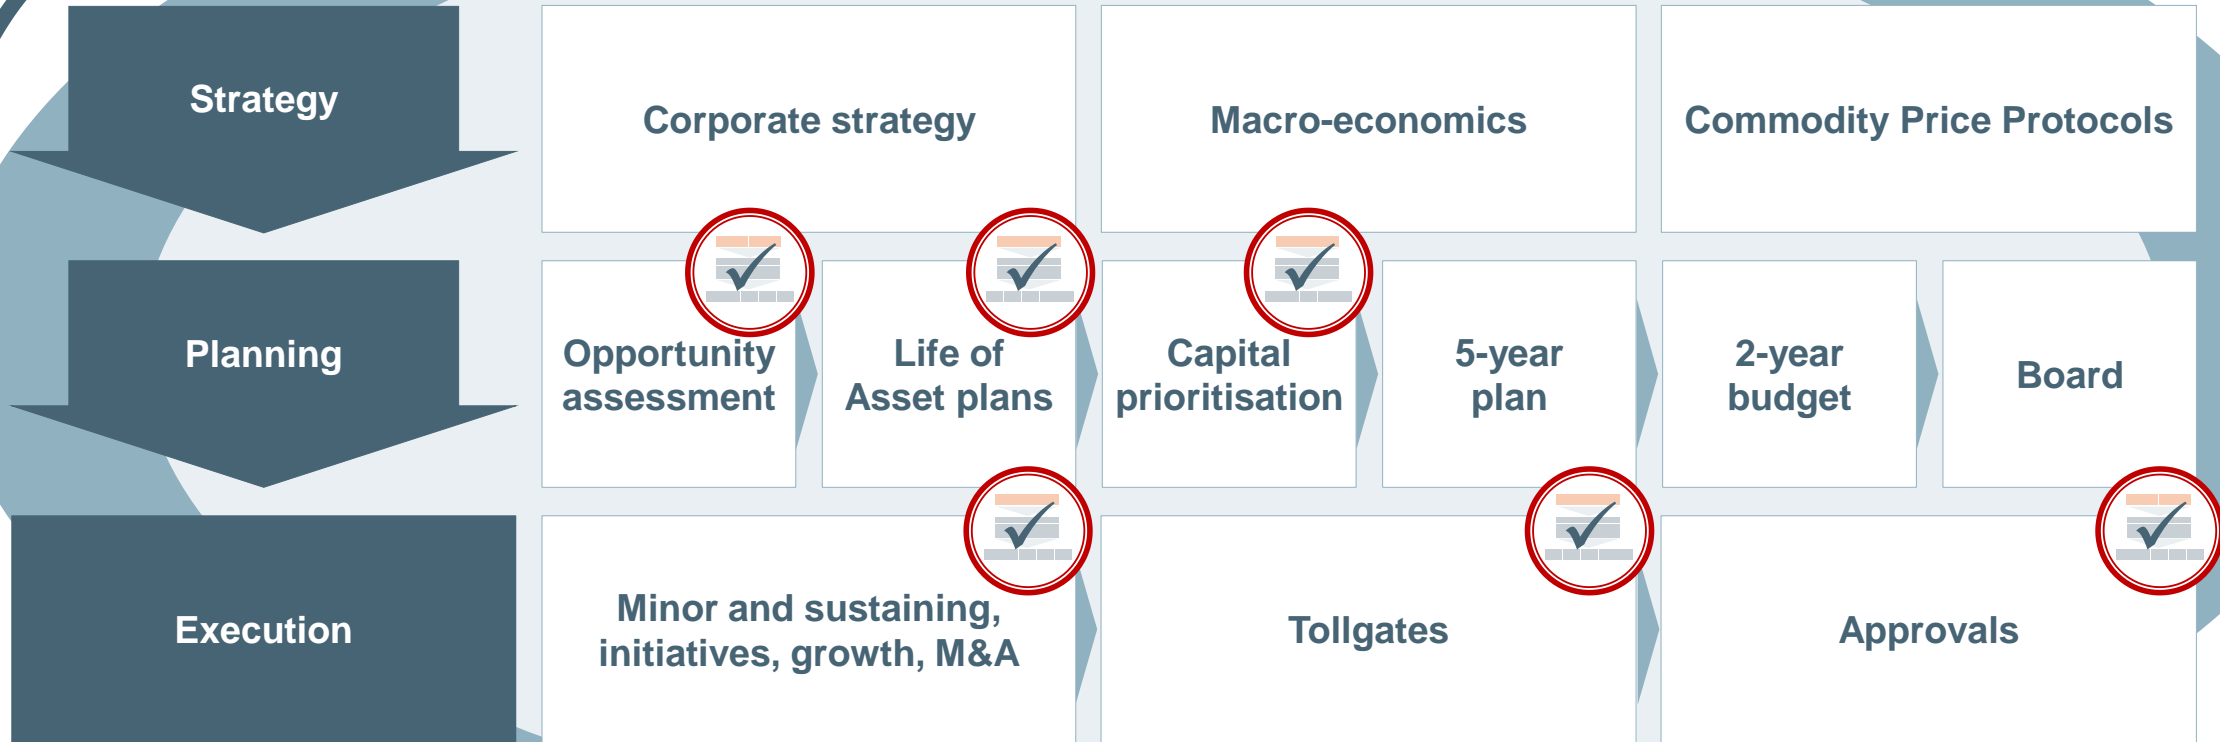 Strategy
Corporate strategy
Macro-economics
Commodity Price Protocols
Planning
Opportunity
assessment
Life of
Asset plans
Capital
prioritisation
5-year
plan
2-year
budget
Board
Execution
Minor and sustaining,
initiatives, growth, M&A
Tollgates
Approvals